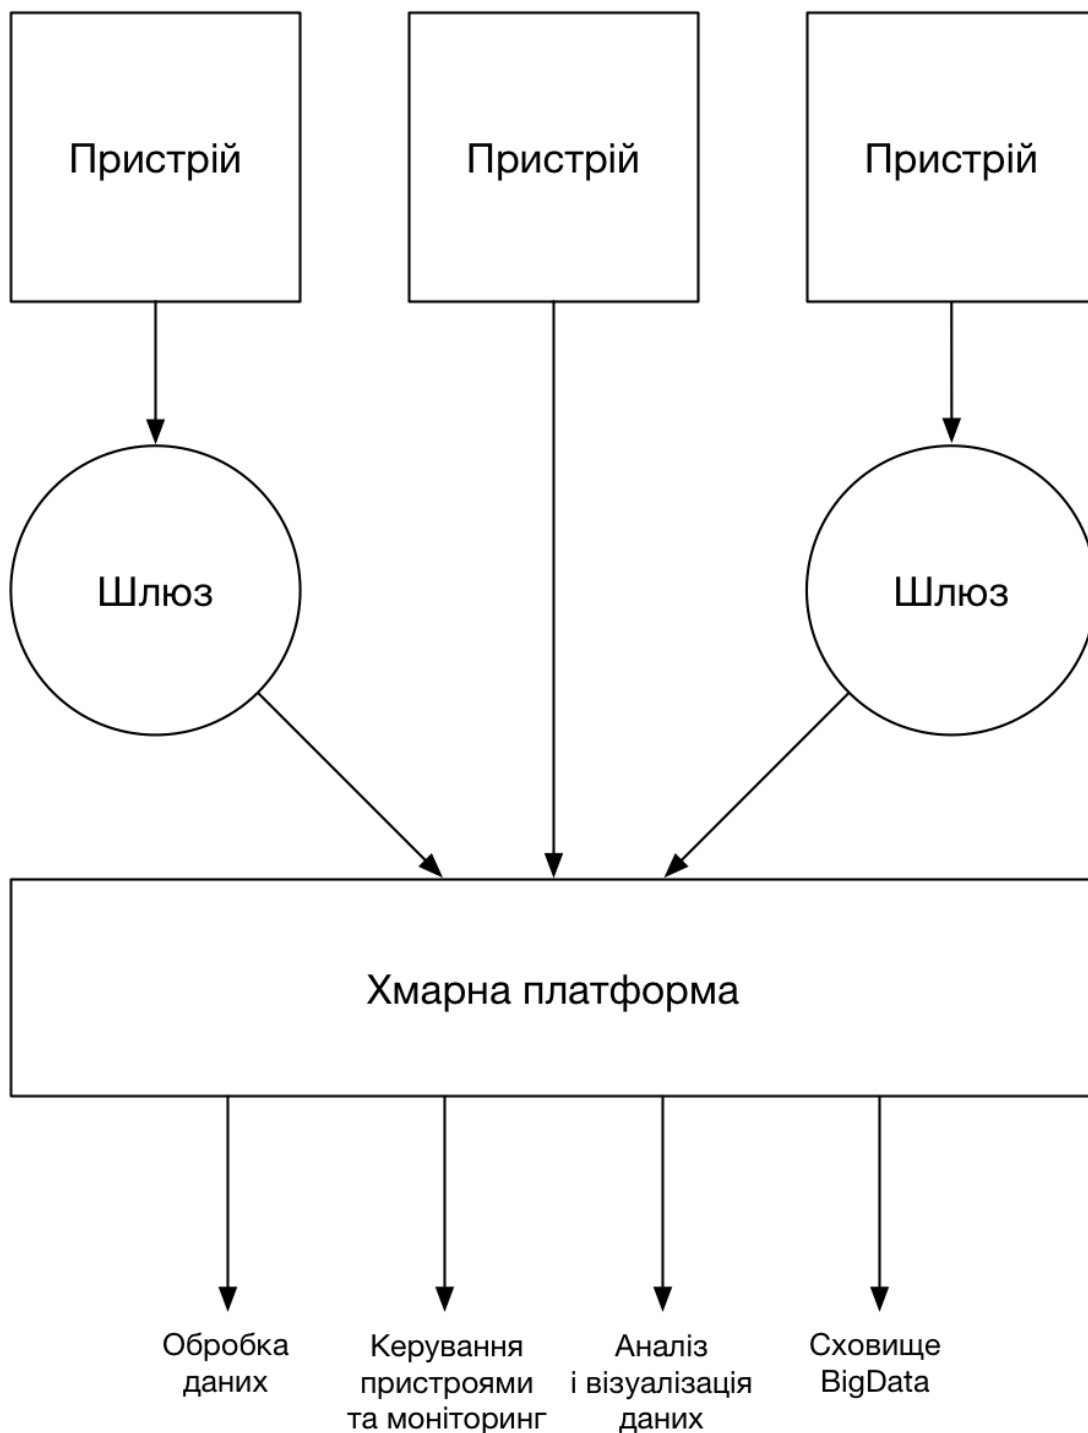 Пристрій
Пристрій
Пристрій
Шлюз
Шлюз
Хмарна платформа
Обробка
даних
Керування
пристроями
та моніторинг
Аналіз
і візуалізація
даних
Сховище
BigData